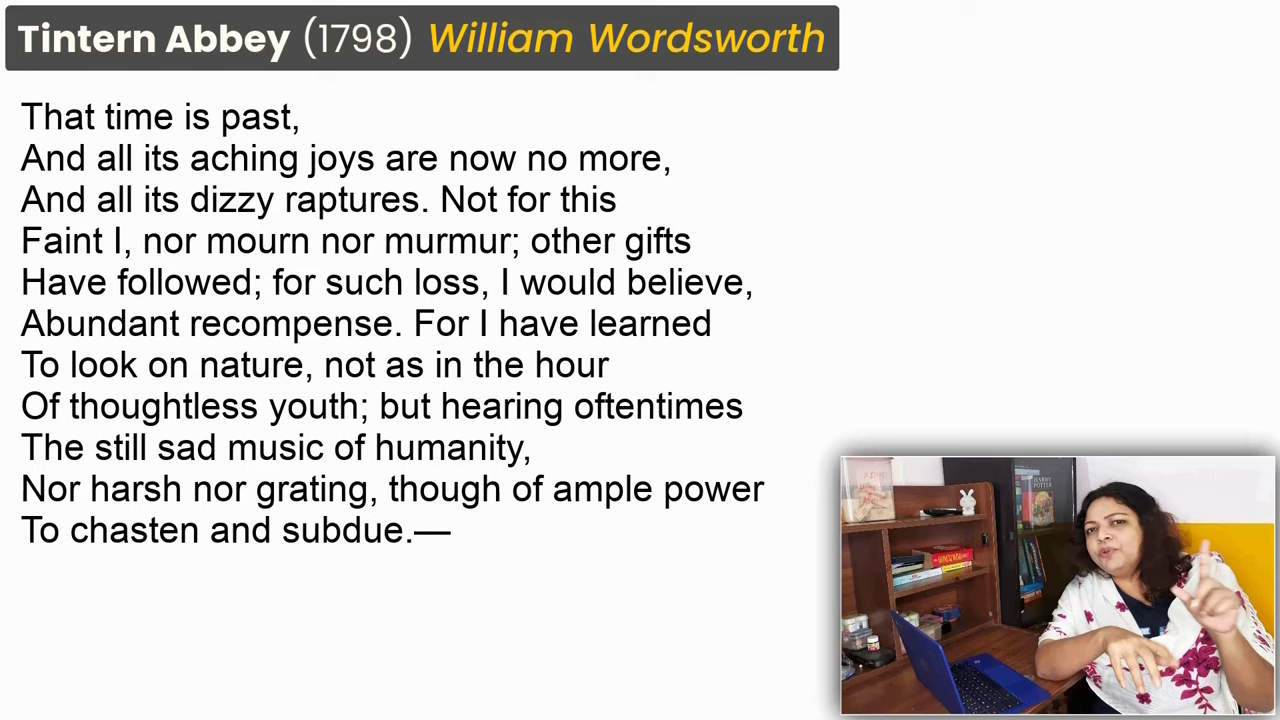 Tintern Abbey (1798) William Wordsworth
That time is past,
And all its aching joys are now no more,
And all its dizzy raptures. Not for this
Faint I, nor mourn nor murmur; other gifts
Have followed; for such loss, I would believe,
Abundant recompense. For I have learned
To look on nature, not as in the hour
Of thoughtless youth; but hearing oftentimes
The still sad music of humanity,
Nor harsh nor grating, though of ample power
To chasten and subdue.—
HARRY
POTTER